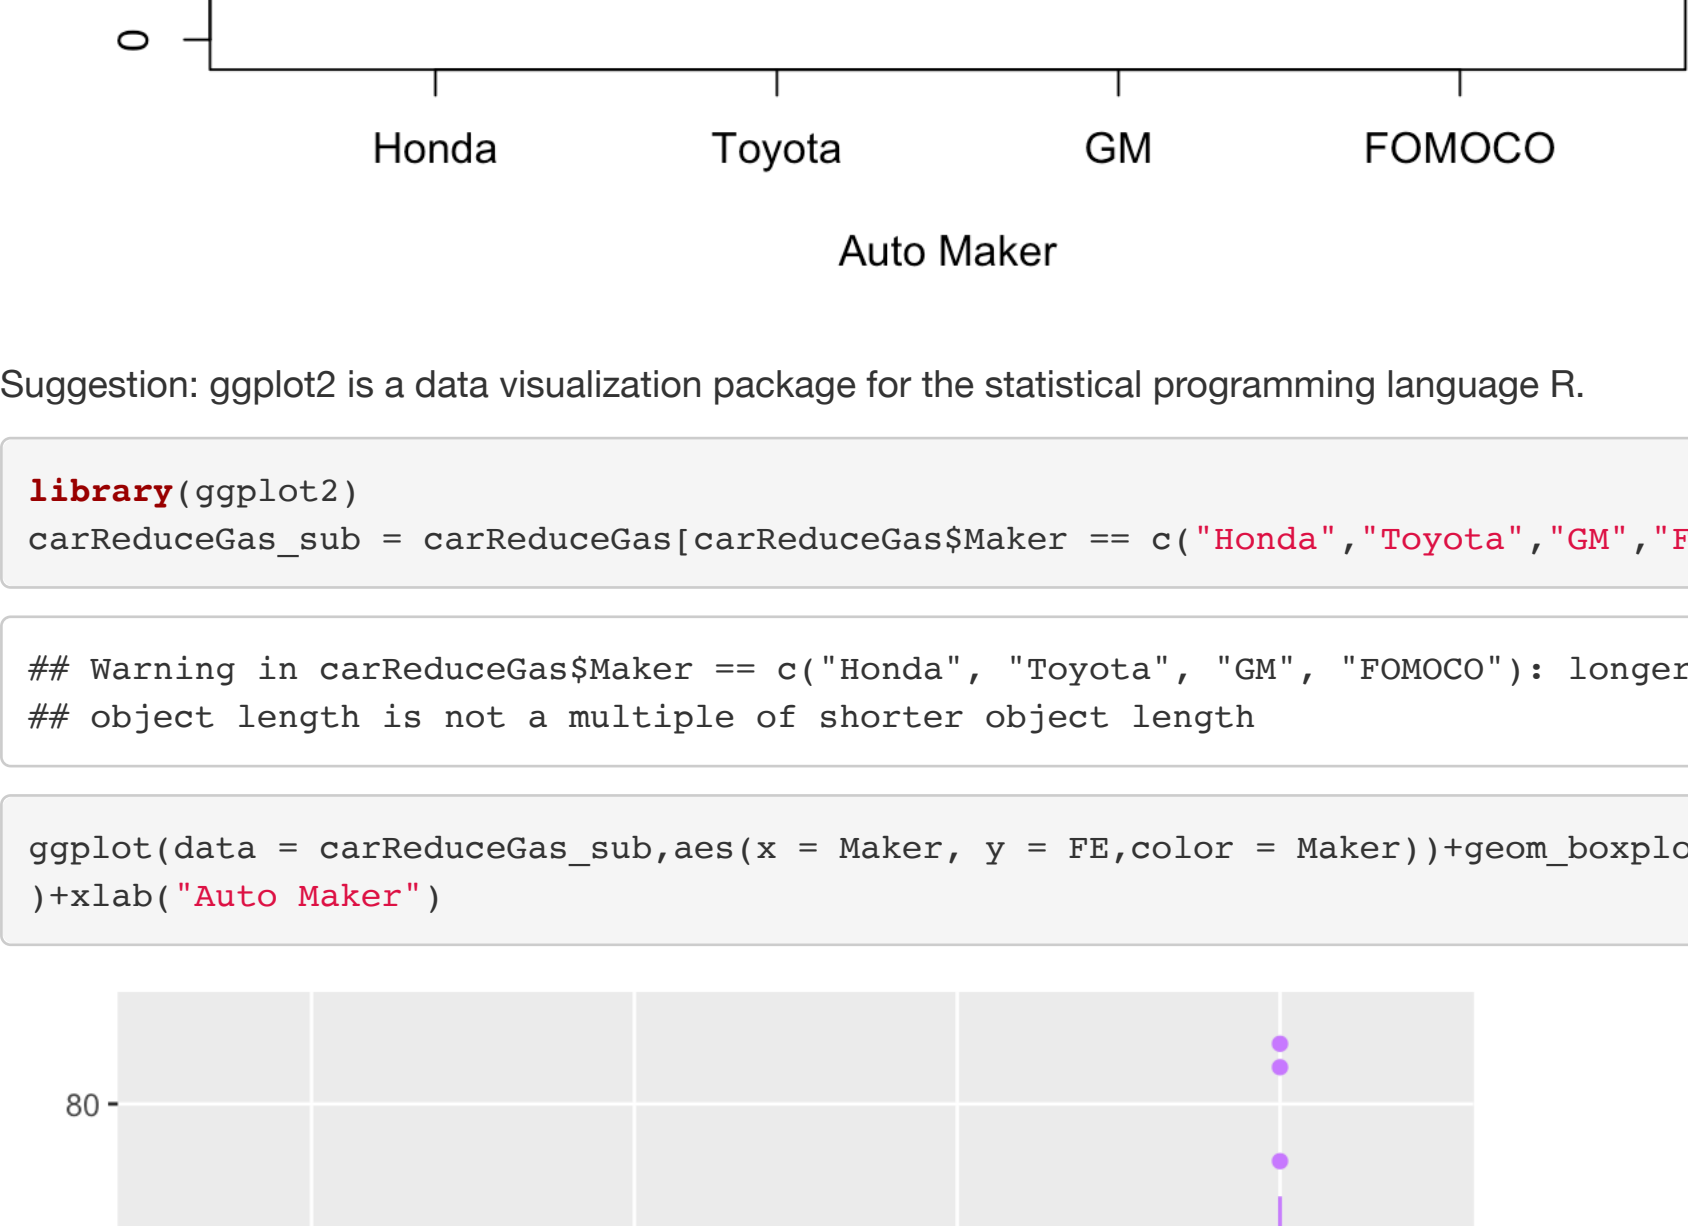 0
Honda Toyota GM FOMOCO
Auto Maker
Suggestion: ggplot2 is a data visualization package for the statistical programming language R.
library(ggplot2)
carReduceGas_sub = carReduceGas[carReduceGas$Maker == c("Honda","Toyota","GM","F
## Warning in carReduceGas$Maker == c("Honda", "Toyota", "GM", "FOMOCO"): longer
## object length is not a multiple of shorter object length
ggplot(data = carReduceGas_sub,aes(x = Maker, y = FE,color = Maker))+geom_boxplo
)+xlab("Auto Maker")
80